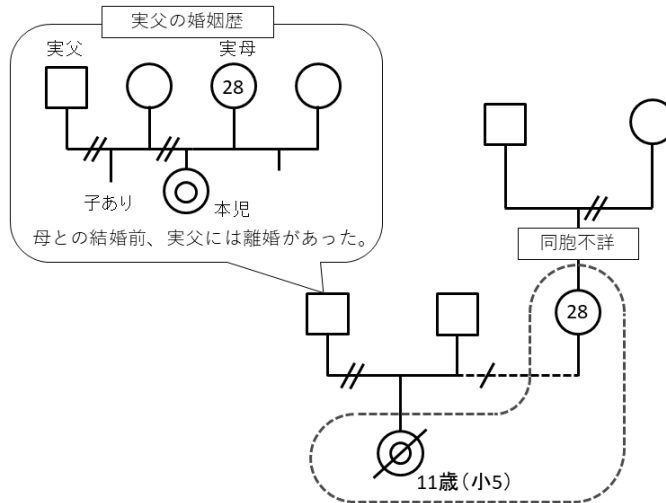 実父の婚姻歴
実父
実母
28
子あり
本児
母との結婚前、実父には離婚があった。
同胞不詳
28
11歳（小5）